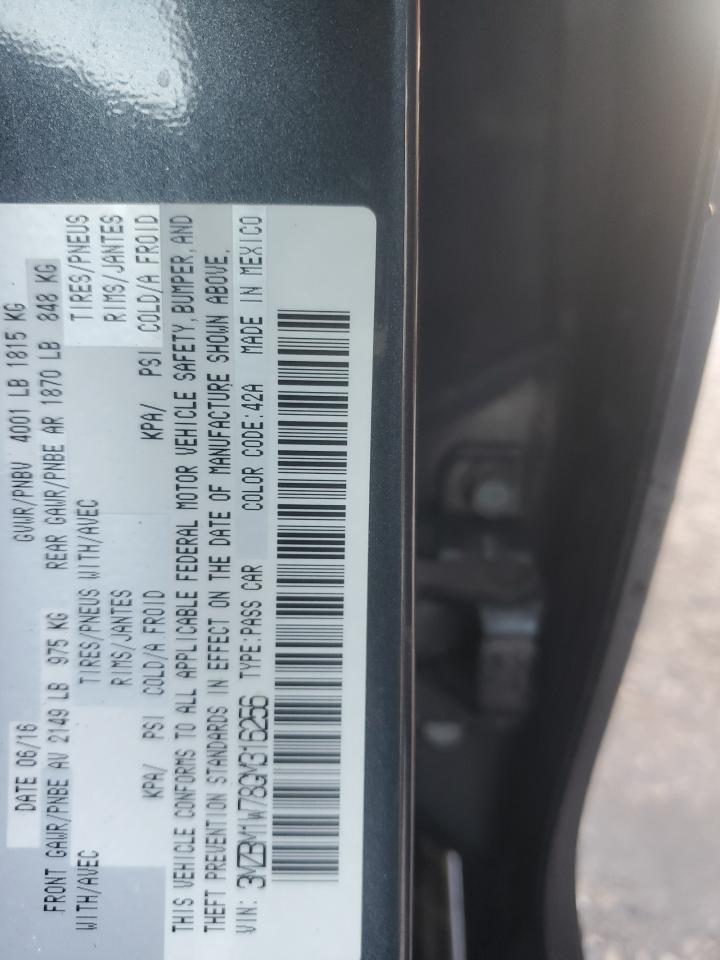 DATE 06/16 GVWR/PNBV 4001 LB 1815 KG
FRONT GAWR/PNBE AV 2149 LB 975 KG REAR GAWR/PNBE AR 1870 LB 848 KG
WITH/AVEC TIRES/PNEUS WITH/AVEC TIRES/PNEUS
RIMS/JANTES RIMS/JANTES
KPA/ PSI COLD/A FROID KPA/ PSI COLD/A FROID
THIS VEHICLE CONFORMS TO ALL APPLICABLE FEDERAL MOTOR VEHICLE SAFETY, BUMPER, AND
THEFT PREVENTION STANDARDS IN EFFECT ON THE DATE OF MANUFACTURE SHOWN ABOVE.
VIN: 3MZBM1W78GM316256 TYPE:PASS CAR COLOR CODE:42A MADE IN MEXICO